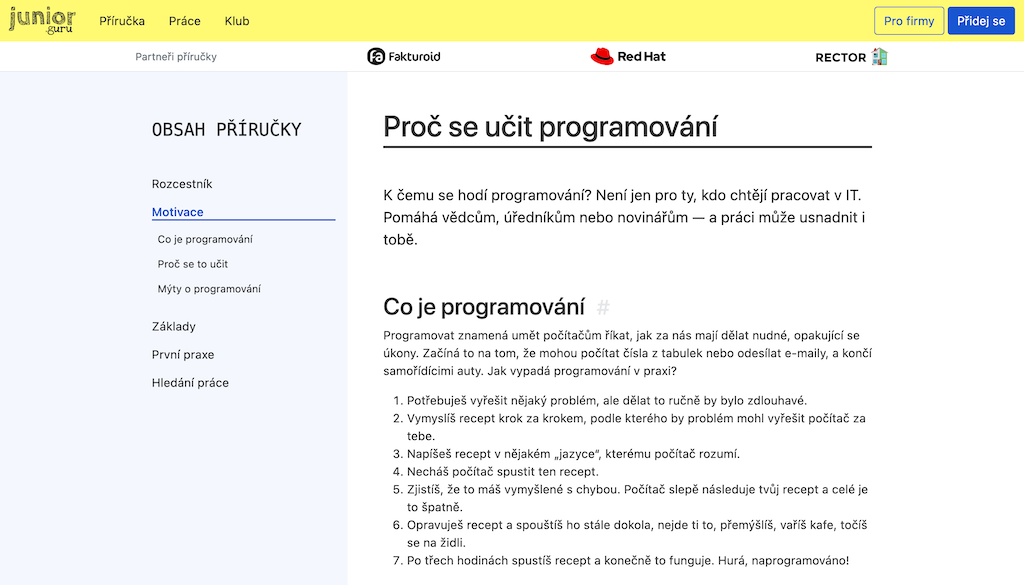 junior
.guru
Příručka
Práce
Klub
Pro firmy
Přidej se
Partneři příručky
fa Fakturoid
Red Hat
RECTOR
OBSAH PŘÍRUČKY
Rozcestník
Motivace
Co je programování
Proč se to učit
Mýty o programování
Základy
První praxe
Hledání práce
Proč se učit programování
K čemu se hodí programování? Není jen pro ty, kdo chtějí pracovat v IT.
Pomáhá vědcům, úředníkům nebo novinářům — a práci může usnadnit i
tobě.
Co je programování #
Programovat znamená umět počítačům říkat, jak za nás mají dělat nudné, opakující se
úkony. Začíná to na tom, že mohou počítat čísla z tabulek nebo odesílat e-maily, a končí
samořídícimi auty. Jak vypadá programování v praxi?
1. Potřebuješ vyřešit nějaký problém, ale dělat to ručně by bylo zdlouhavé.
2. Vymyslíš recept krok za krokem, podle kterého by problém mohl vyřešit počítač za
tebe.
3. Napíšeš recept v nějakém „jazyce“, kterému počítač rozumí.
4. Necháš počítač spustit ten recept.
5. Zjistíš, že to máš vymyšlené s chybou. Počítač slepě následuje tvůj recept a celé je
to špatně.
6. Opravuješ recept a spouštíš ho stále dokola, nejde ti to, přemýšlíš, vaříš kafe, točíš
se na židli.
7. Po třech hodinách spustíš recept a konečně to funguje. Hurá, naprogramováno!